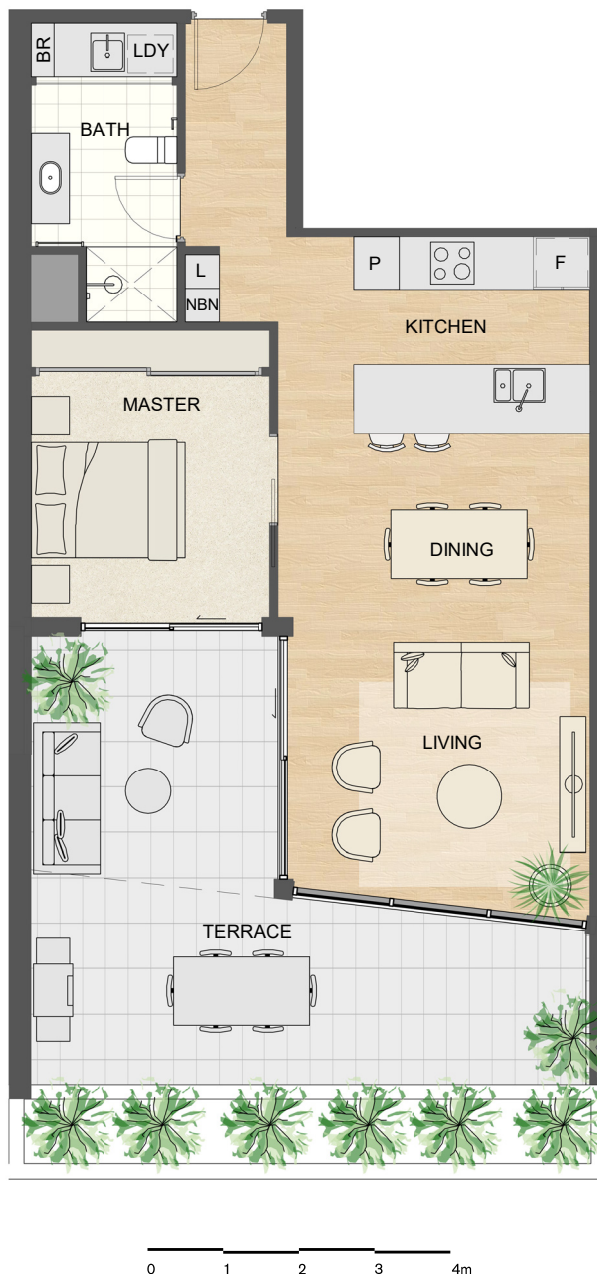 BR
LDY
BATH
L
NBN
P
F
KITCHEN
MASTER
DINING
LIVING
TERRACE
0 1 2 3 4m